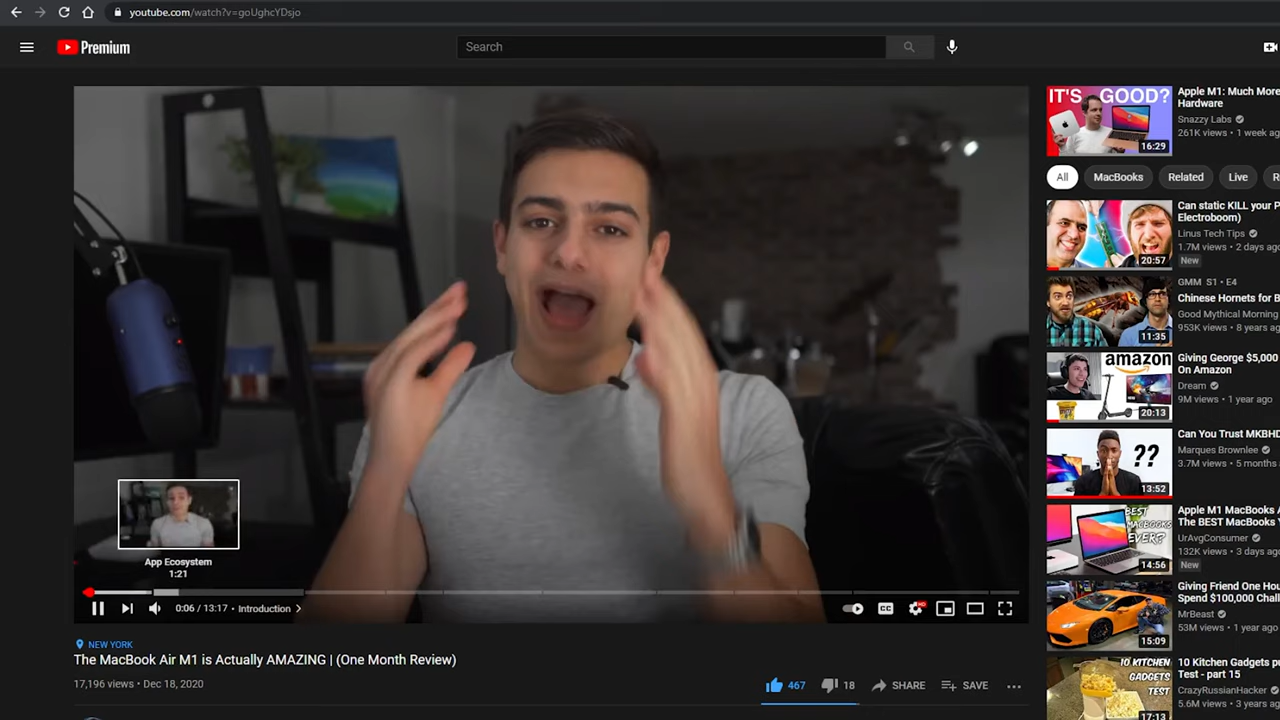 youtube.com/watch?v=goUghcYDsjo
Premium
Search
App Ecosystem
1:21
0:06 / 13:17 • Introduction
CC
HD
NEW YORK
The MacBook Air M1 is Actually AMAZING | (One Month Review)
17,196 views • Dec 18, 2020
467
18
SHARE
SAVE
IT'S GOOD?
16:29
Apple M1: Much More
Hardware
Snazzy Labs
261K views • 1 week
All
MacBooks
Related
Live
Can static KILL your P
Electroboom)
Linus Tech Tips
1.7M views • 2 days
New
20:57
GMM S1 • E4
Chinese Hornets for B
Good Mythical Morning
953K views • 8 years
11:35
amazon
Giving George $5,000
On Amazon
Dream
9M views • 1 year ago
20:13
??
Can You Trust MKBHD
Marques Brownlee
3.7M views • 5 months
13:52
BEST
MACBOOKS
EVER?
Apple M1 MacBooks
The BEST MacBooks
UrAvgConsumer
132K views • 3 days
New
14:56
Giving Friend One Hou
Spend $100,000 Chall
MrBeast
53M views • 1 year
15:09
10 KITCHEN
GADGETS
TEST
10 Kitchen Gadgets pu
Test - part 15
CrazyRussianHacker
5.6M views • 3 years
17:13